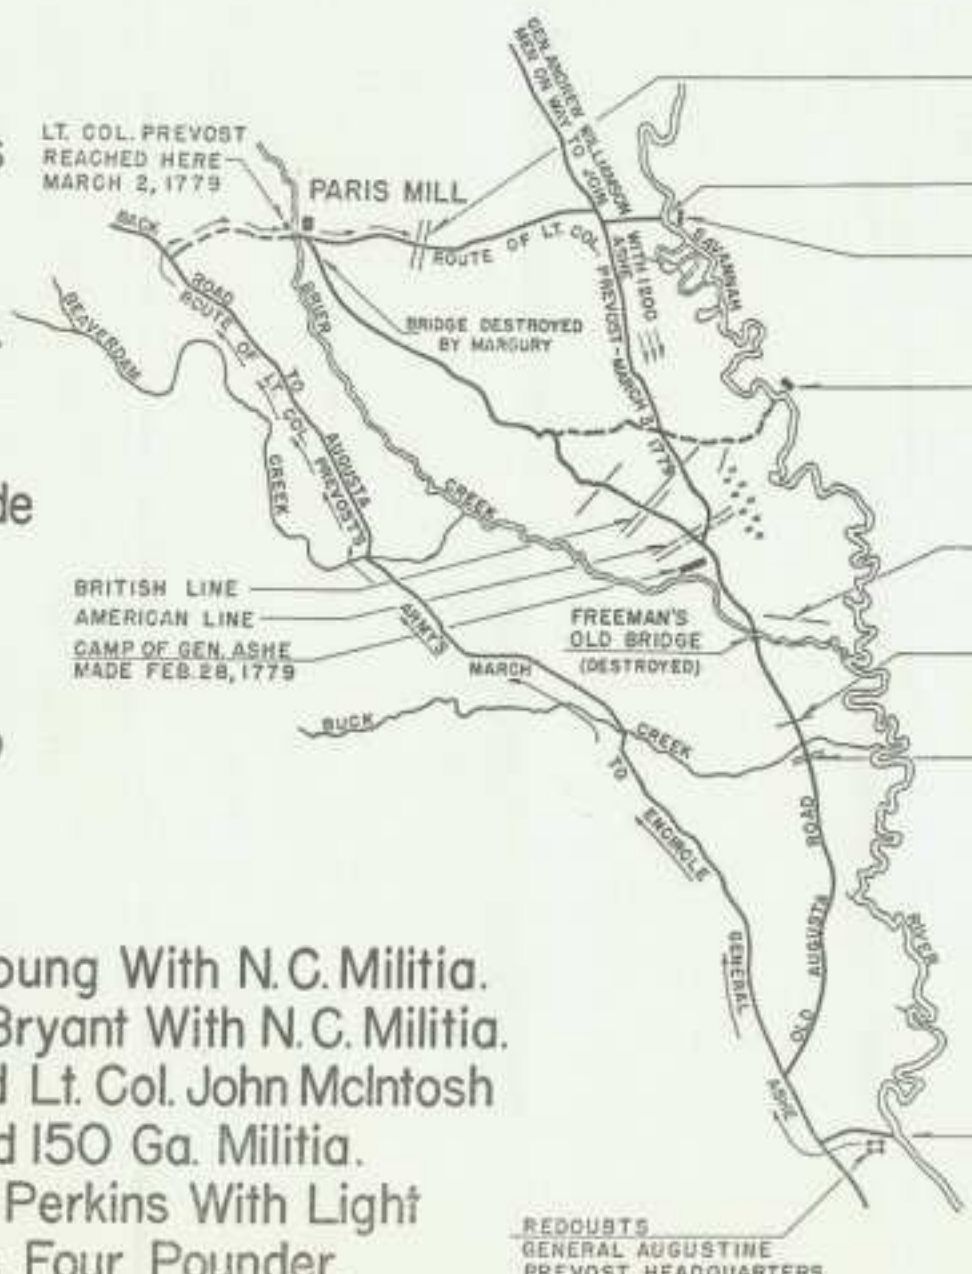 LT. COL. PREVOST
REACHED HERE
MARCH 2, 1779
PARIS MILL
GEN. ANDREW WILLIAMSON WITH 1200
MEN ON WAY TO JOIN ASHE
BACK ROAD TO AUGUSTA
ROUTE OF LT. COL. PREVOST - MARCH 3, 1779
SAVANNAH
RIVER
BRIER
CREEK
BEAVERDAM
CREEK
BRIDGE DESTROYED
BY MARBURY
ROUTE OF LT. COL. PREVOST'S ARMY'S MARCH TO ENCIRCLE GENERAL ASHE
de
BRITISH LINE
AMERICAN LINE
CAMP OF GEN. ASHE
MADE FEB. 28, 1779
FREEMAN'S
OLD BRIDGE
(DESTROYED)
BUCK
CREEK
OLD AUGUSTA ROAD
oung With N.C. Militia.
Bryant With N.C. Militia.
d Lt. Col. John McIntosh
d 150 Ga. Militia.
Perkins With Light
Four Pounder
REDOUBTS
GENERAL AUGUSTINE
PREVOST HEADQUARTERS